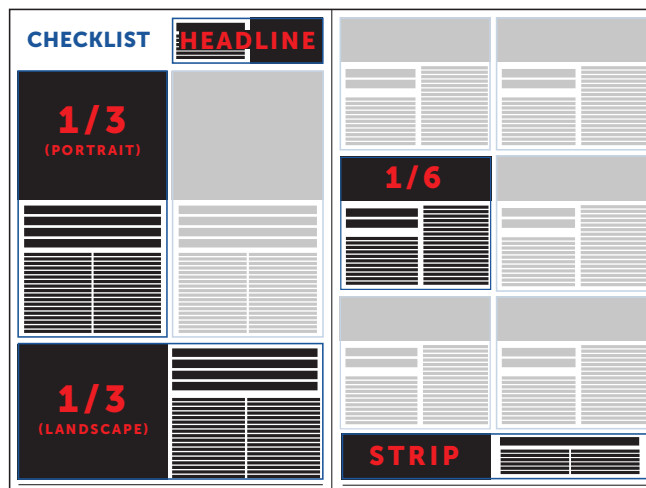 CHECKLIST
HEADLINE
1/3
(PORTRAIT)
1/3
(LANDSCAPE)
1/6
STRIP